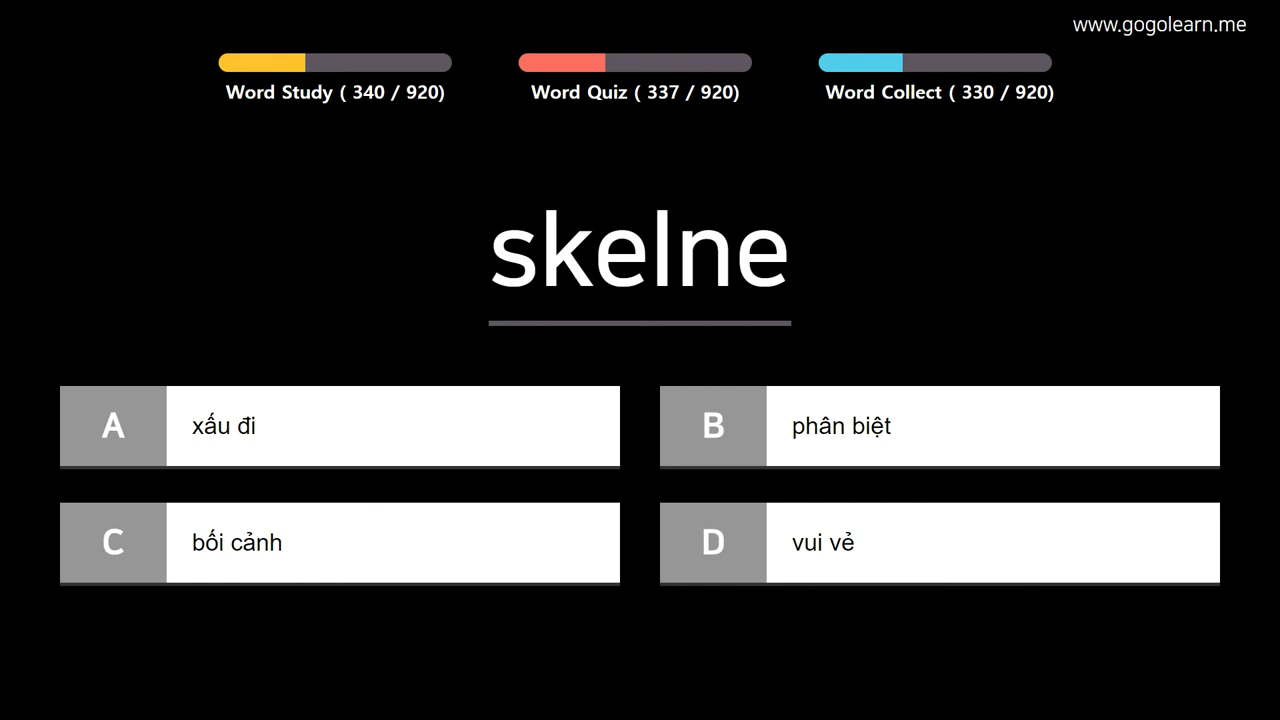 www.gogolearn.me
Word Study ( 340 / 920)
Word Quiz ( 337 / 920)
Word Collect ( 330 / 920)
skelne
A xấu đi
B phân biệt
C bối cảnh
D vui vẻ